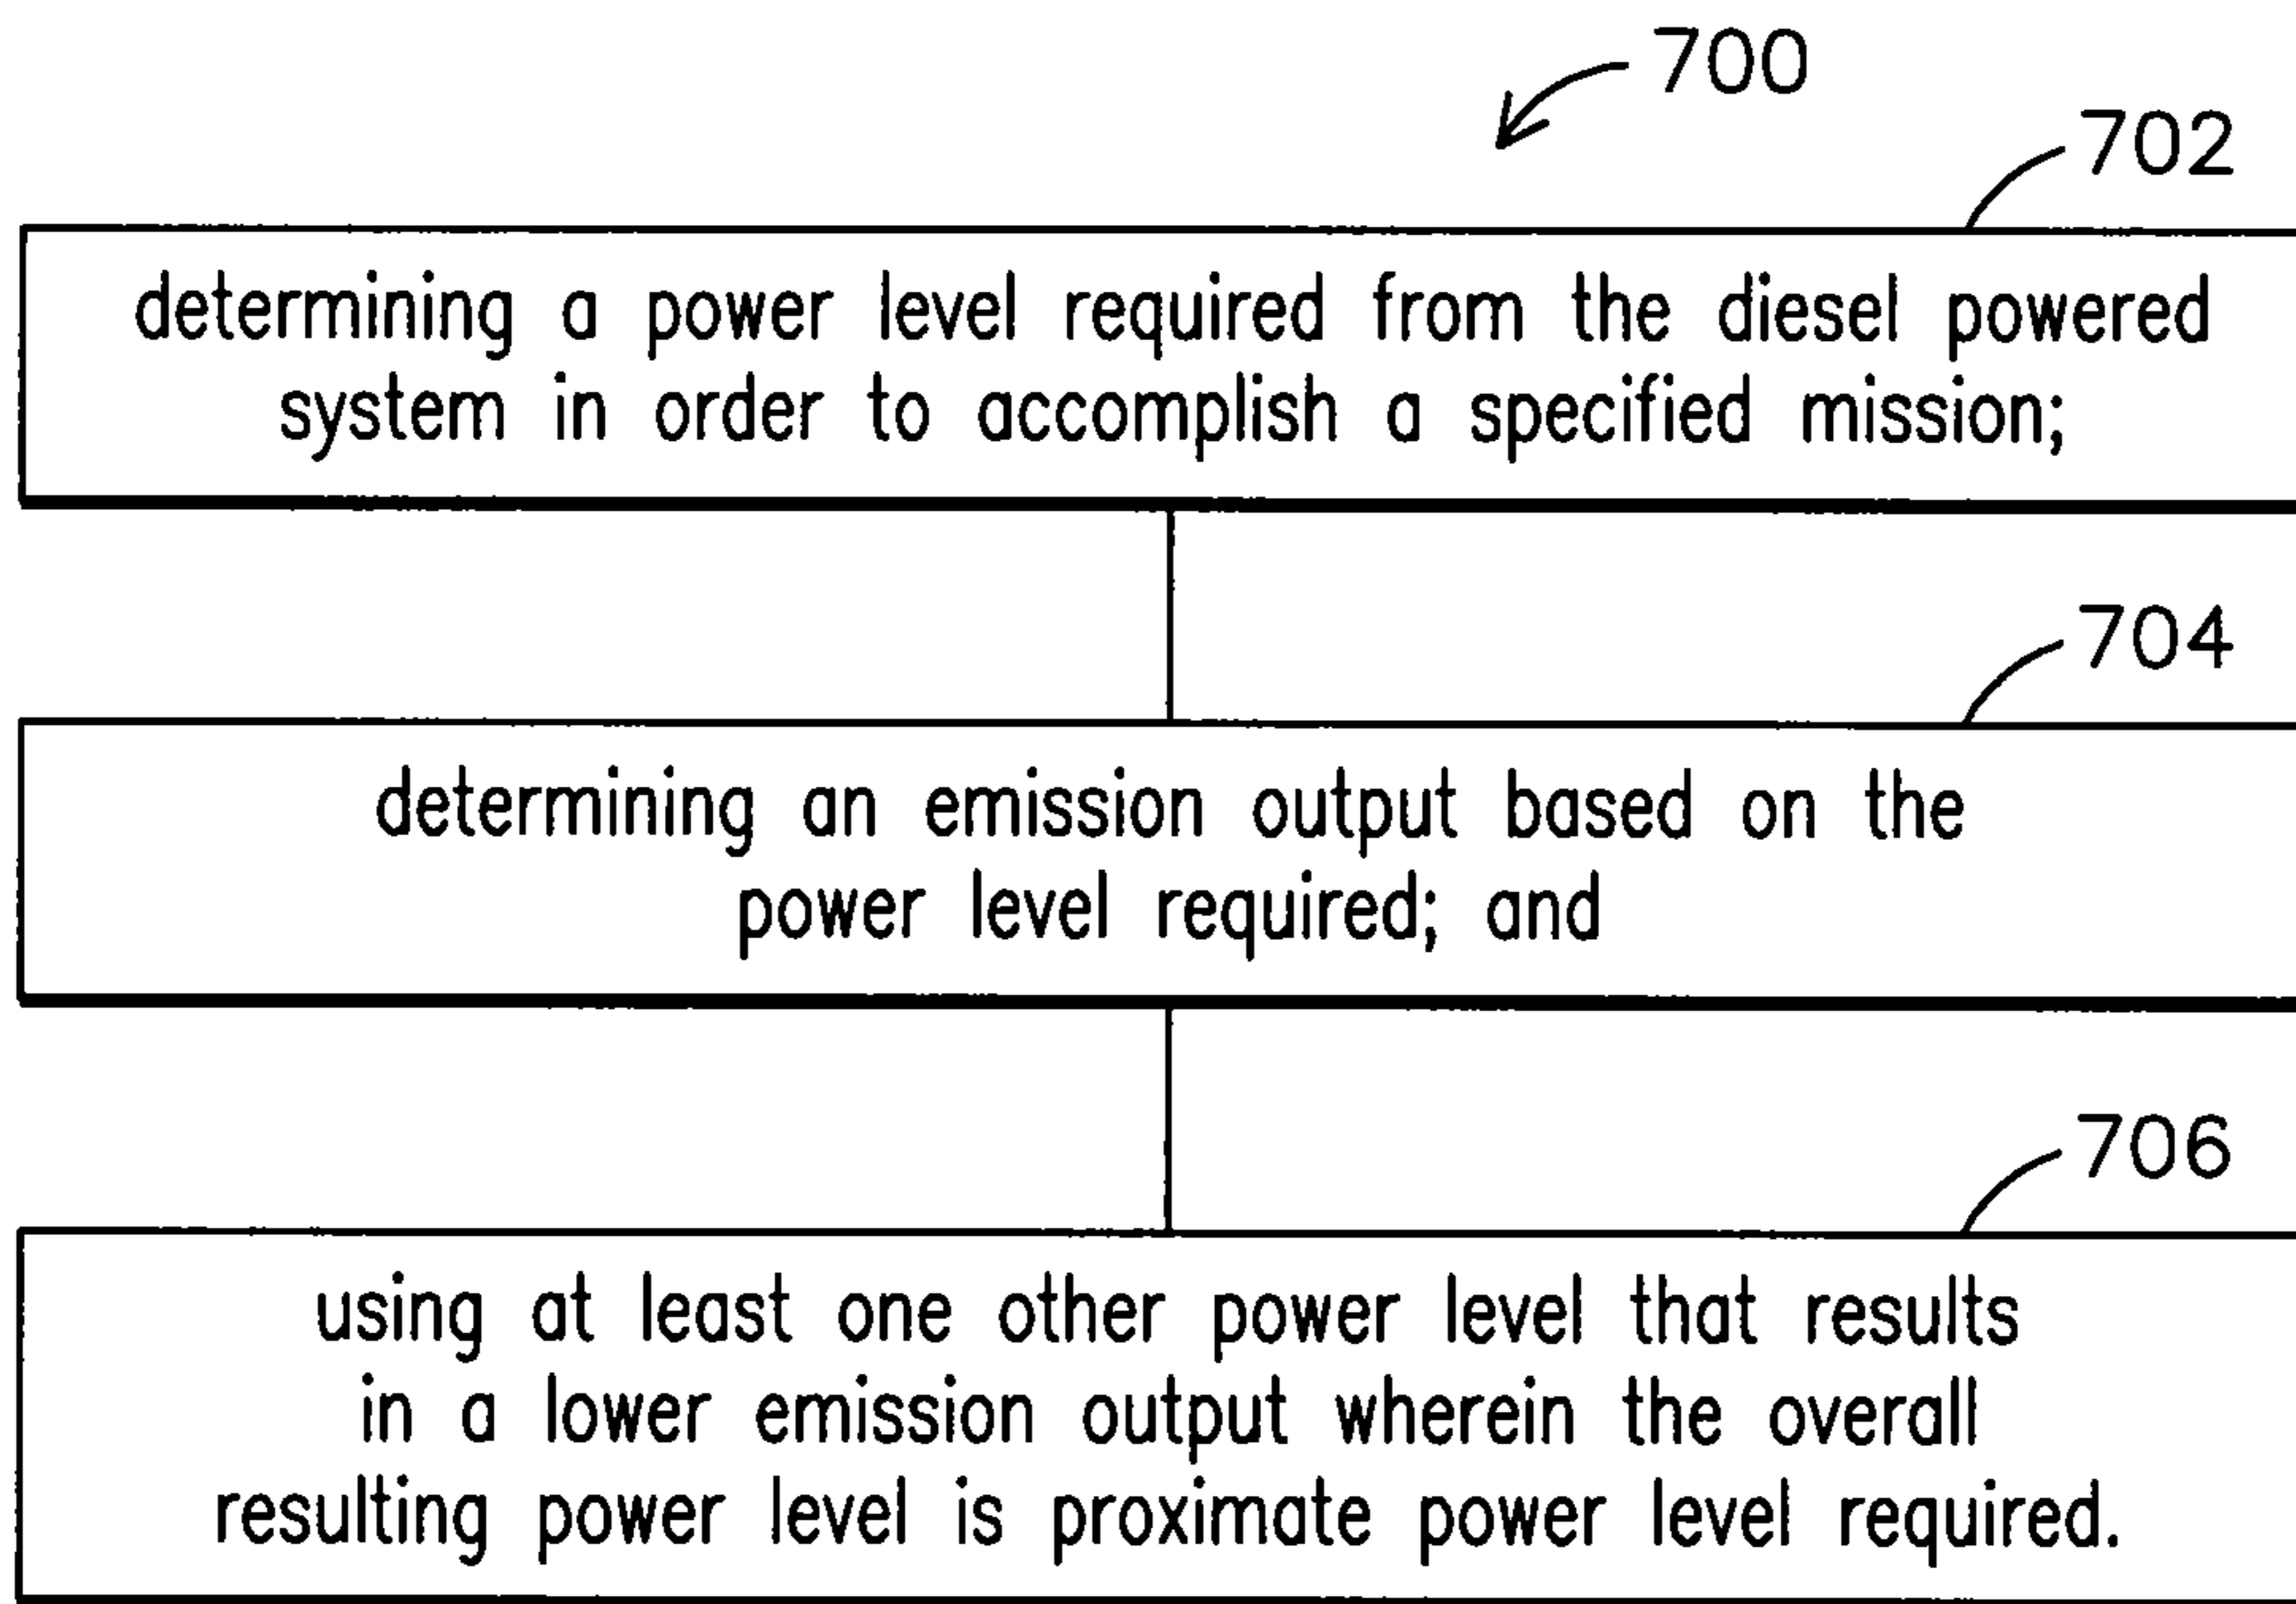 700
702
determining a power level required from the diesel powered
system in order to accomplish a specified mission;
704
determining an emission output based on the
power level required; and
706
using at least one other power level that results
in a lower emission output wherein the overall
resulting power level is proximate power level required.